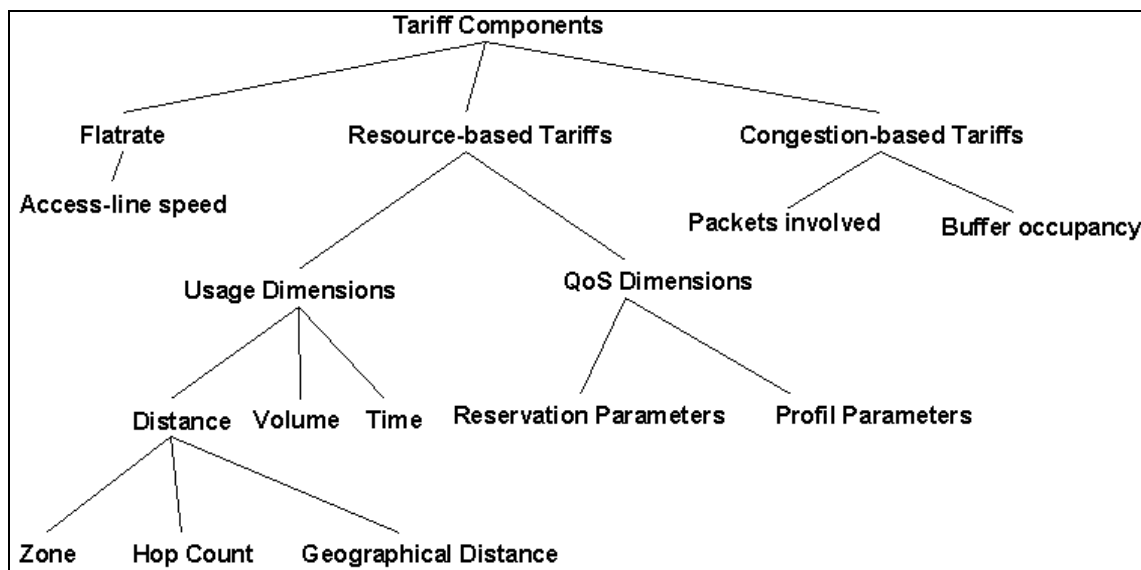 Tariff Components
Flatrate
Resource-based Tariffs
Congestion-based Tariffs
Access-line speed
Packets involved
Buffer occupancy
Usage Dimensions
QoS Dimensions
Distance
Volume
Time
Reservation Parameters
Profil Parameters
Zone
Hop Count
Geographical Distance